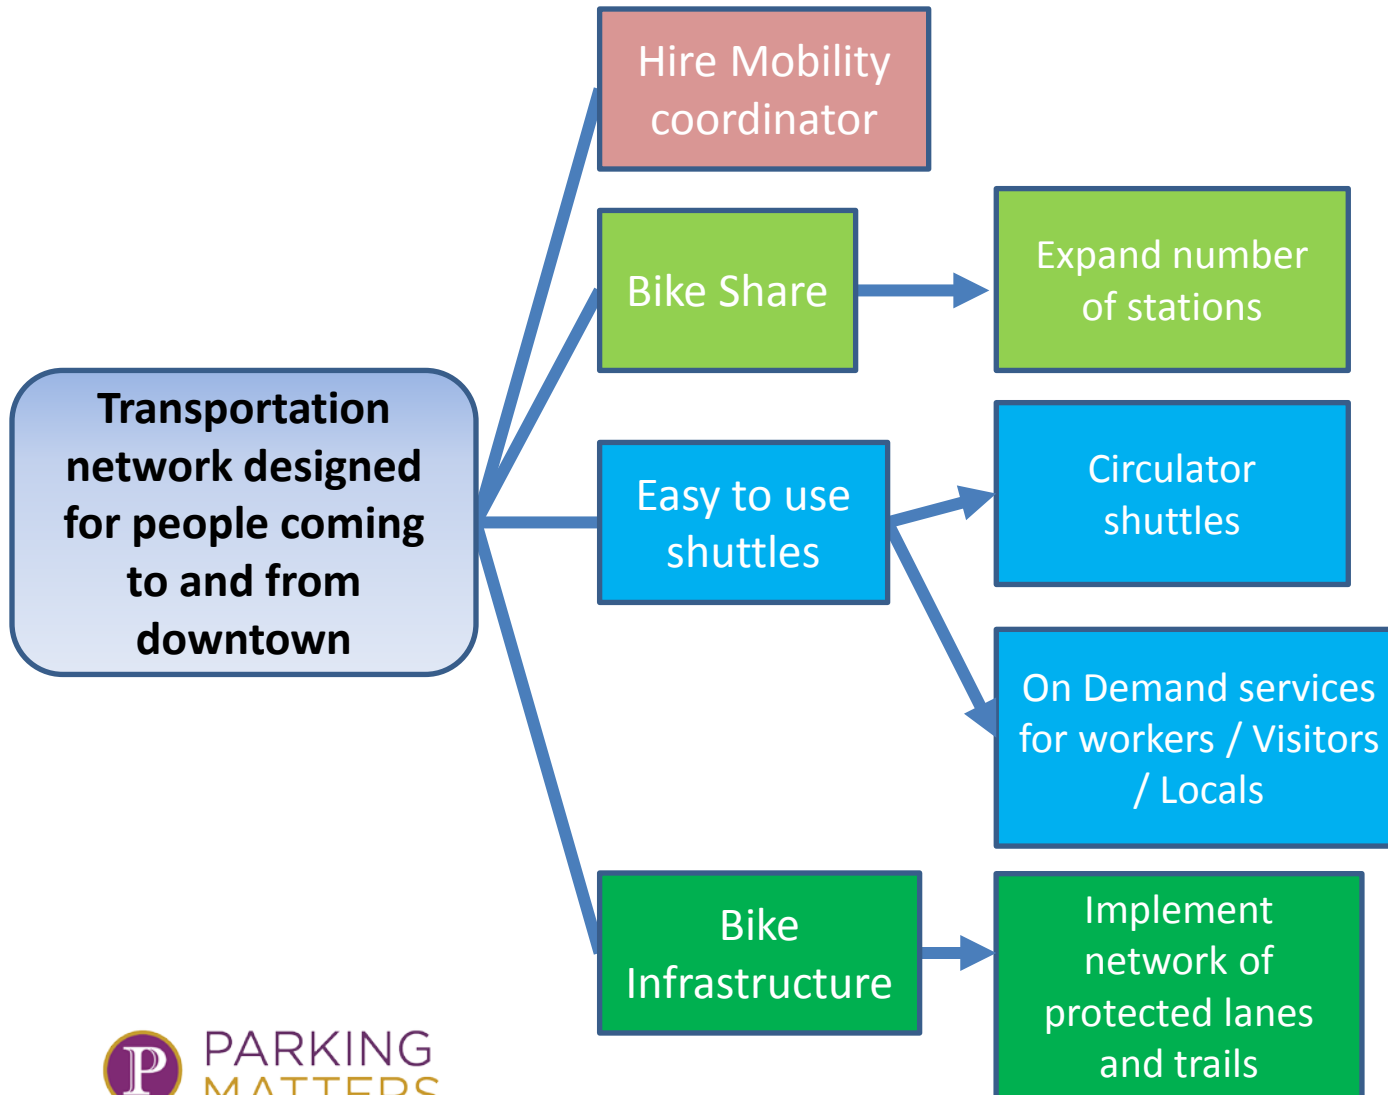 Hire Mobility
coordinator
Bike Share
Expand number
of stations
Transportation
network designed
for people coming
to and from
downtown
Easy to use
shuttles
Circulator
shuttles
On Demand services
for workers / Visitors
/ Locals
Bike
Infrastructure
Implement
network of
protected lanes
and trails
P
PARKING
MATTERS